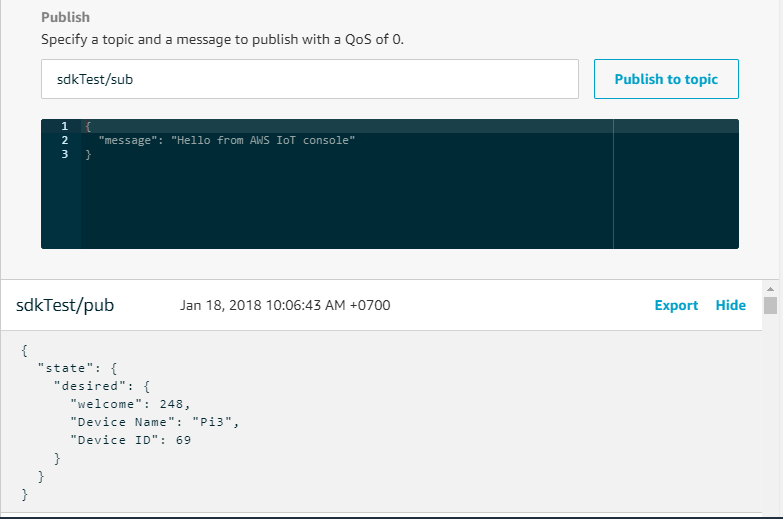 Publish
Specify a topic and a message to publish with a QoS of 0.
sdkTest/sub
Publish to topic
1 {
2 "message": "Hello from AWS IoT console"
3 }
sdkTest/pub Jan 18, 2018 10:06:43 AM +0700 Export Hide
{
"state": {
"desired": {
"welcome": 248,
"Device Name": "Pi3",
"Device ID": 69
}
}
}